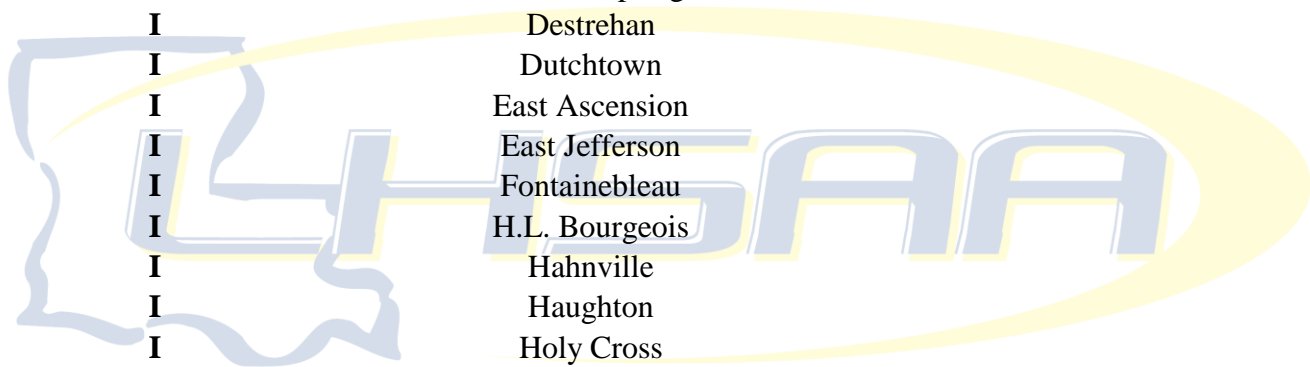 I Destrehan
I Dutchtown
I East Ascension
I East Jefferson
I Fontainebleau
I H.L. Bourgeois
I Hahnville
I Haughton
I Holy Cross
LHSAA